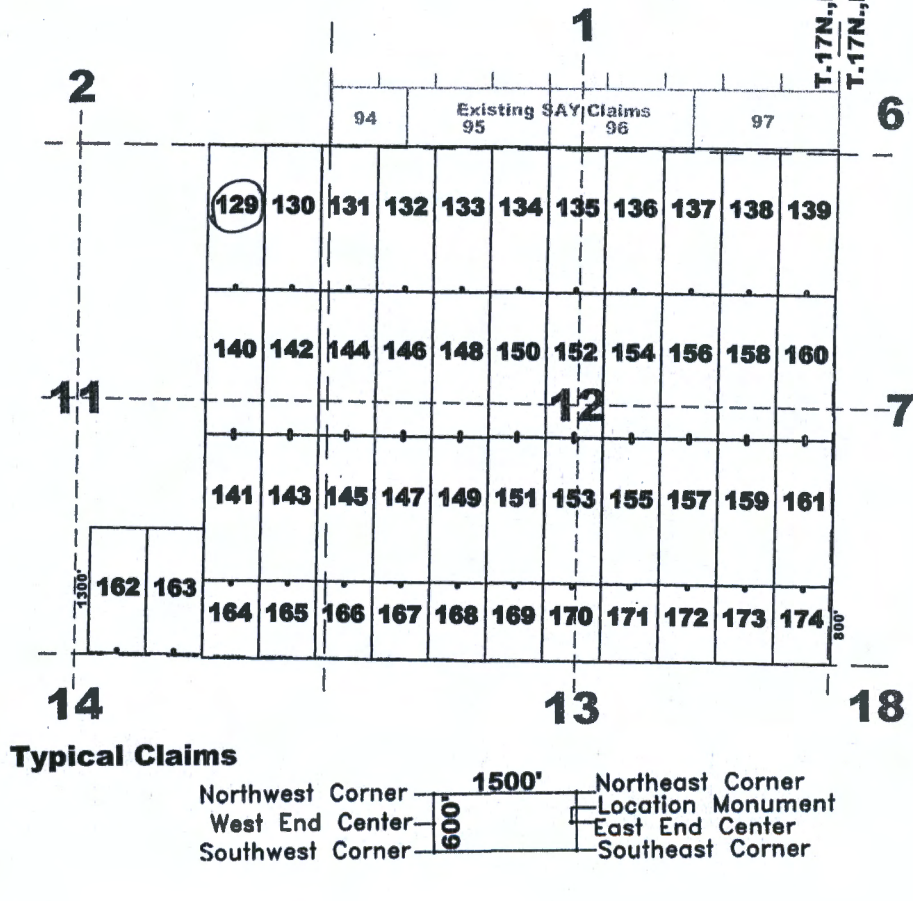 1
T.17N.,
T.17N.,
2
6
94 95 Existing SAY Claims 96 97
129 130 131 132 133 134 135 136 137 138 139
140 142 144 146 148 150 152 154 156 158 160
11 12 7
141 143 145 147 149 151 153 155 157 159 161
1300' 162 163
164 165 166 167 168 169 170 171 172 173 174 800'
14 13 18
Typical Claims
1500'
600'
Northwest Corner
West End Center
Southwest Corner
Northeast Corner
Location Monument
East End Center
Southeast Corner